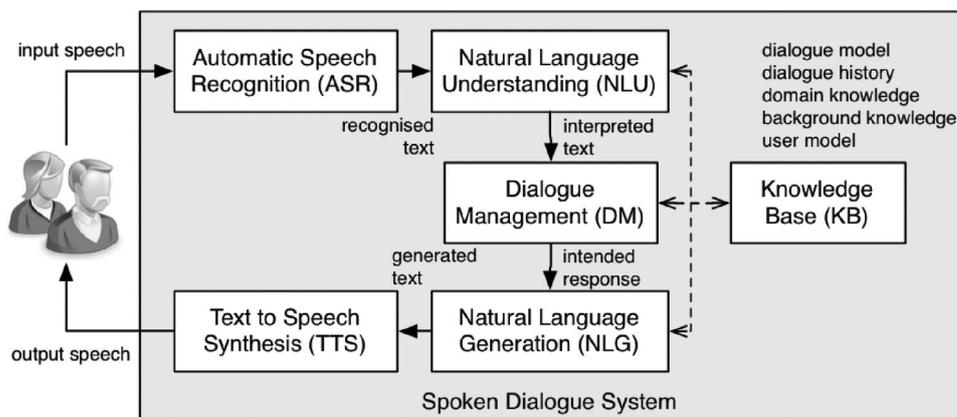 input speech
Automatic Speech
Recognition (ASR)
Natural Language
Understanding (NLU)
dialogue model
dialogue history
domain knowledge
background knowledge
user model
recognised
text
interpreted
text
Dialogue
Management (DM)
Knowledge
Base (KB)
generated
text
intended
response
Text to Speech
Synthesis (TTS)
Natural Language
Generation (NLG)
output speech
Spoken Dialogue System